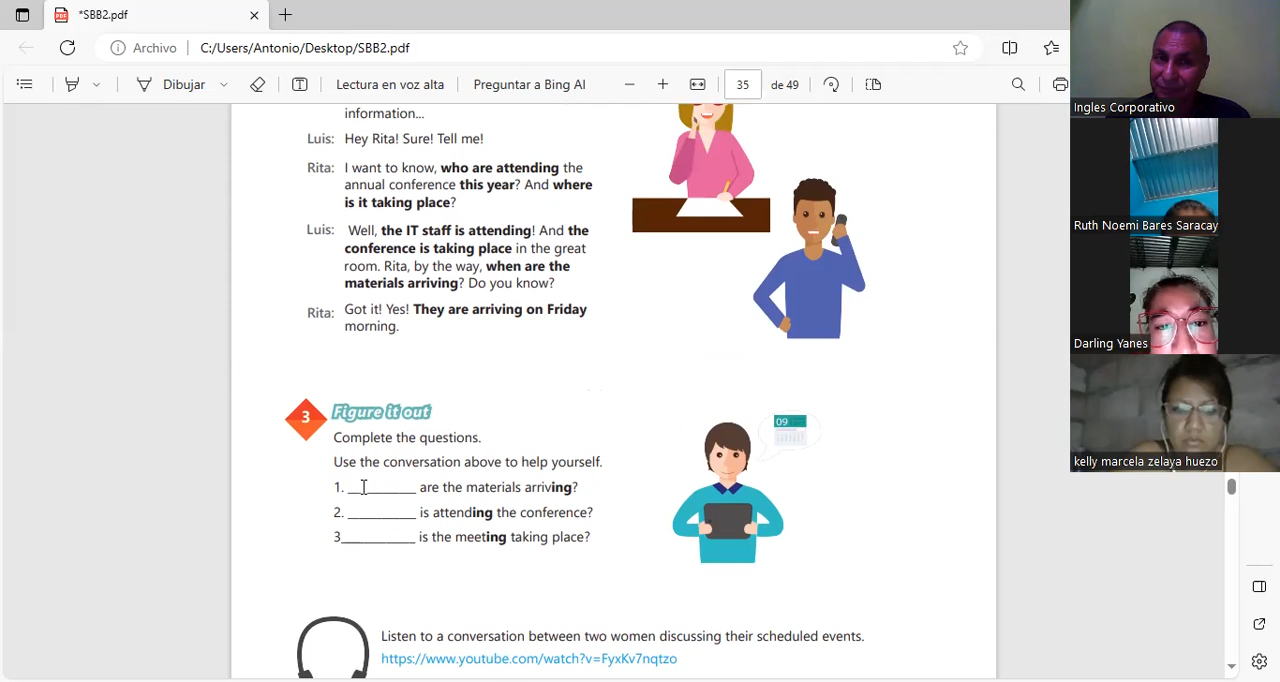 *SBB2.pdf
Archivo
C:/Users/Antonio/Desktop/SBB2.pdf
Dibujar
Lectura en voz alta
Preguntar a Bing AI
35
de 49
information...
Luis: Hey Rita! Sure! Tell me!
Rita: I want to know, who are attending the
annual conference this year? And where
is it taking place?
Luis: Well, the IT staff is attending! And the
conference is taking place in the great
room. Rita, by the way, when are the
materials arriving? Do you know?
Rita: Got it! Yes! They are arriving on Friday
morning.
3
Figure it out
Complete the questions.
Use the conversation above to help yourself.
1. __________ are the materials arriving?
2. __________ is attending the conference?
3___________ is the meeting taking place?
09
Listen to a conversation between two women discussing their scheduled events.
https://www.youtube.com/watch?v=FyxKv7nqtzo
Ingles Corporativo
Ruth Noemi Bares Saracay
Darling Yanes
kelly marcela zelaya huezo